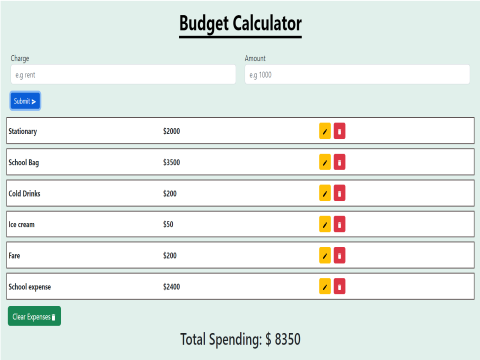 Budget Calculator
Charge Amount
e.g rent e.g 1000
Submit
Stationary $2000
School Bag $3500
Cold Drinks $200
Ice cream $50
Fare $200
School expense $2400
Clear Expenses
Total Spending: $ 8350